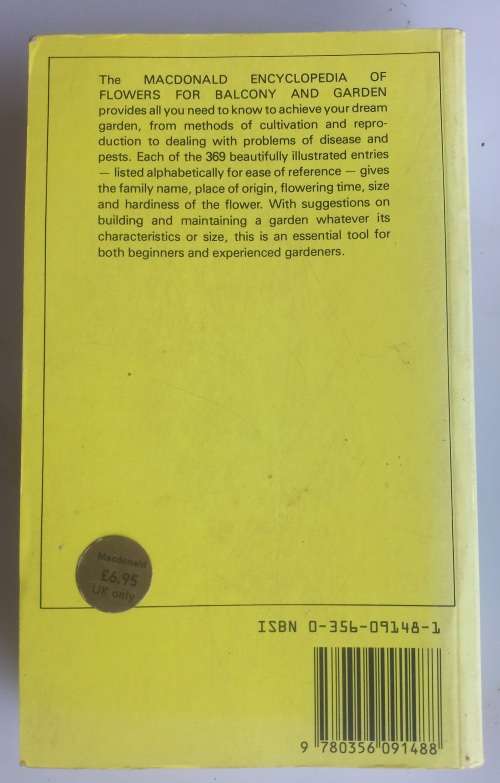 The MACDONALD ENCYCLOPEDIA OF
FLOWERS FOR BALCONY AND GARDEN
provides all you need to know to achieve your dream
garden, from methods of cultivation and repro-
duction to dealing with problems of disease and
pests. Each of the 369 beautifully illustrated entries
— listed alphabetically for ease of reference — gives
the family name, place of origin, flowering time, size
and hardiness of the flower. With suggestions on
building and maintaining a garden whatever its
characteristics or size, this is an essential tool for
both beginners and experienced gardeners.
Macdonald
£6.95
UK only
ISBN 0-356-09148-1
9 780356 091488